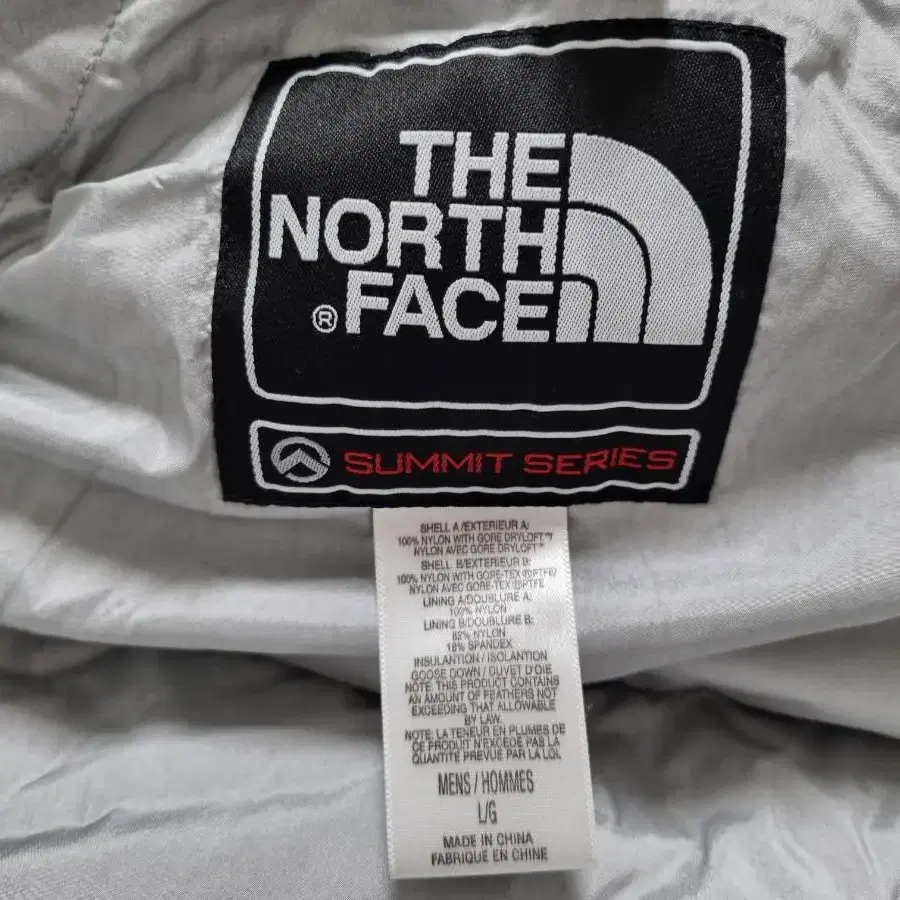 THE
NORTH
® FACE
SUMMIT SERIES
SHELL A/EXTERIEUR A:
100% NYLON WITH GORE DRYLOFT™/
NYLON AVEC GORE DRYLOFT™
SHELL B/EXTERIEUR B:
100% NYLON WITH GORE-TEX®PTFE/
NYLON AVEC GORE-TEX®PTFE
LINING A/DOUBLURE A:
100% NYLON
LINING B/DOUBLURE B:
82% NYLON
18% SPANDEX
INSULANTION / ISOLANTION
GOOSE DOWN / DUVET D'OIE
NOTE: THIS PRODUCT CONTAINS
AN AMOUNT OF FEATHERS NOT
EXCEEDING THAT ALLOWABLE
BY LAW.
NOTE: LA TENEUR EN PLUMES DE
CE PRODUIT N'EXCEDE PAS LA
QUANTITE PREVUE PAR LA LOI.
MENS / HOMMES
L/G
MADE IN CHINA
FABRIQUE EN CHINE